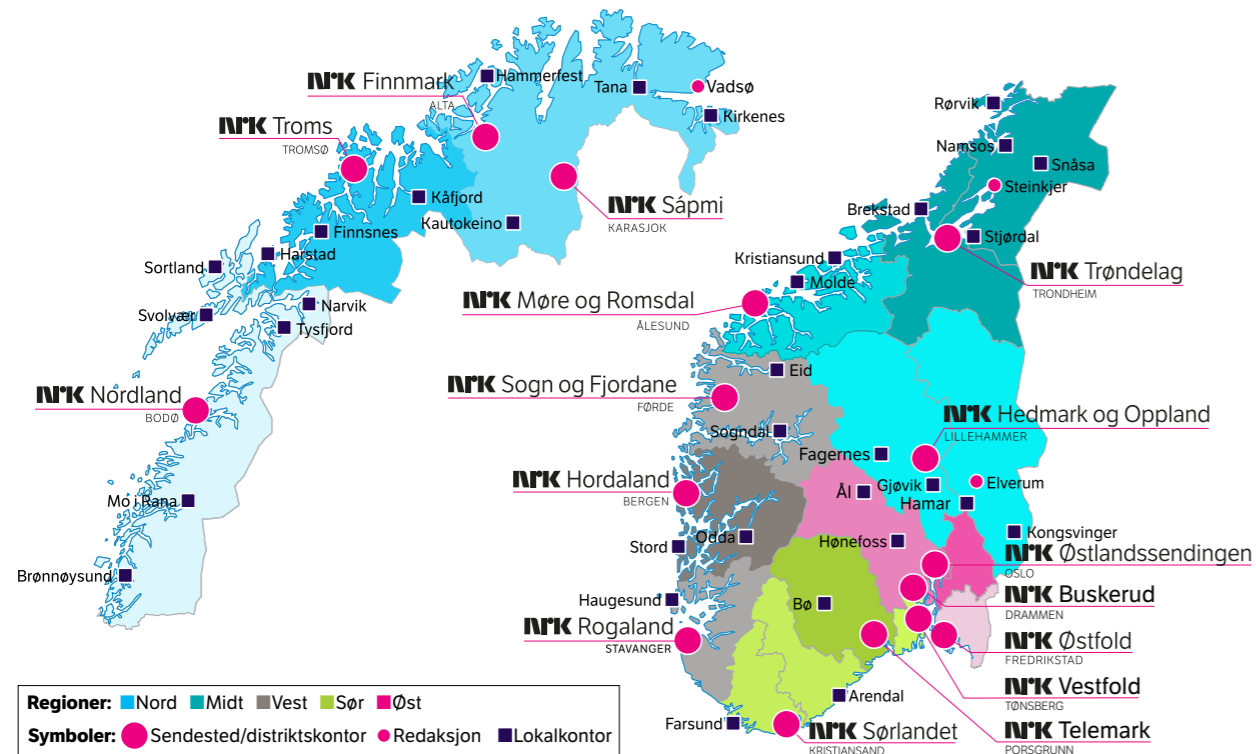 NRK Finnmark
ALTA
Hammerfest
Tana
Vadsø
Kirkenes
NRK Troms
TROMSØ
Kåfjord
NRK Sápmi
KARASJOK
Kautokeino
Finnsnes
Harstad
Sortland
Narvik
Svolvær
Tysfjord
NRK Nordland
BODØ
Mo i Rana
Brønnøysund
Rørvik
Namsos
Snåsa
Steinkjer
Brekstad
Stjørdal
Kristiansund
NRK Trøndelag
TRONDHEIM
Molde
NRK Møre og Romsdal
ÅLESUND
Eid
NRK Sogn og Fjordane
FØRDE
NRK Hedmark og Oppland
LILLEHAMMER
Sogndal
Fagernes
NRK Hordaland
BERGEN
Ål
Gjøvik
Elverum
Hamar
Kongsvinger
Stord
Odda
Hønefoss
NRK Østlandssendingen
OSLO
Haugesund
Bø
NRK Buskerud
DRAMMEN
NRK Rogaland
STAVANGER
NRK Østfold
FREDRIKSTAD
NRK Vestfold
TØNSBERG
Arendal
Farsund
NRK Sørlandet
KRISTIANSAND
NRK Telemark
PORSGRUNN
Regioner: Nord Midt Vest Sør Øst
Symboler: Sendested/distriktskontor Redaksjon Lokalkontor